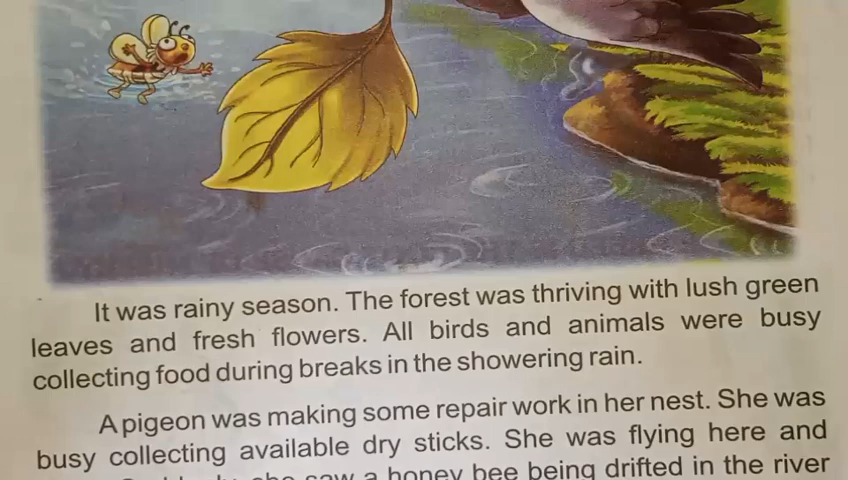 It was rainy season. The forest was thriving with lush green
leaves and fresh flowers. All birds and animals were busy
collecting food during breaks in the showering rain.
A pigeon was making some repair work in her nest. She was
busy collecting available dry sticks. She was flying here and
she saw a honey bee being drifted in the river